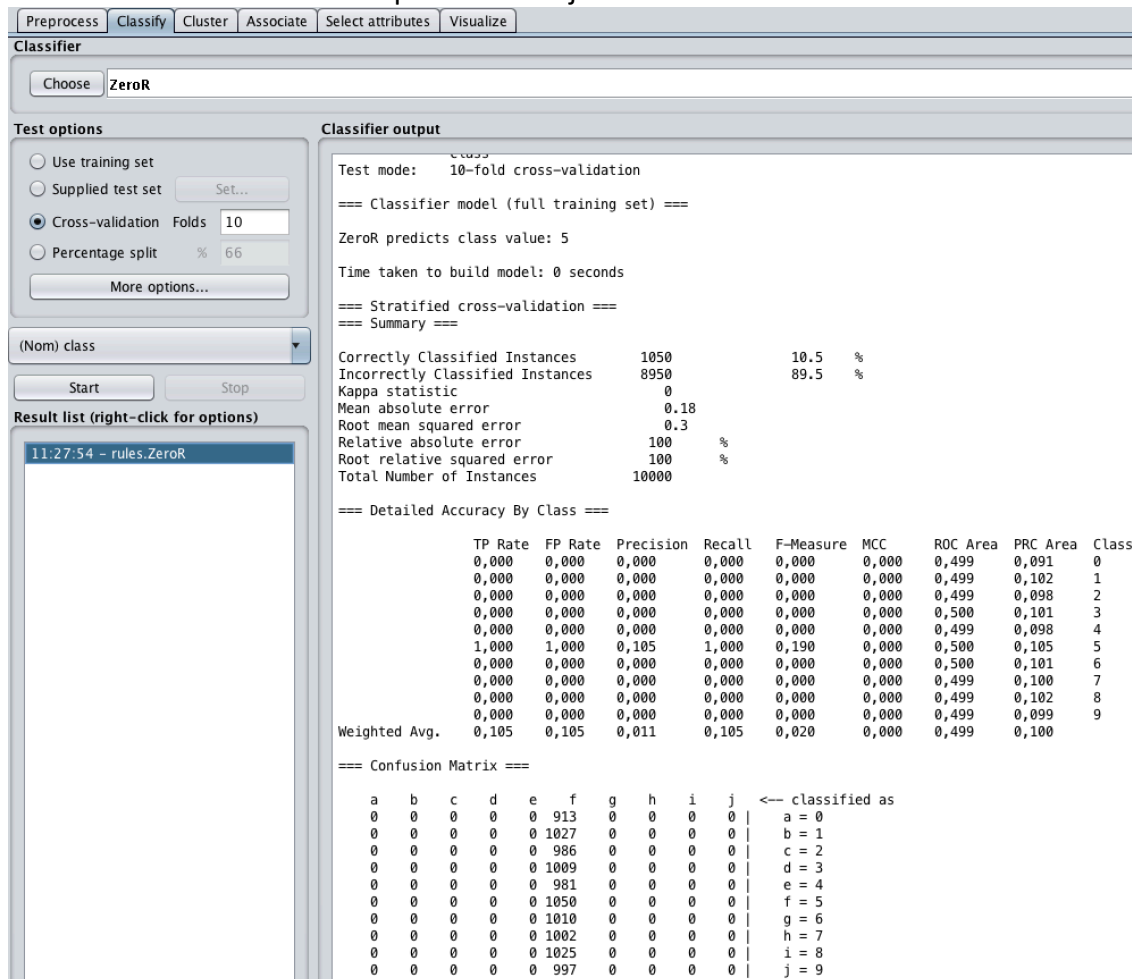 Preprocess Classify Cluster Associate Select attributes Visualize
Classifier
Choose ZeroR
Test options
Use training set
Supplied test set Set...
Cross-validation Folds 10
Percentage split % 66
More options...
(Nom) class
Start Stop
Result list (right-click for options)
11:27:54 - rules.ZeroR
Classifier output
class
Test mode: 10-fold cross-validation
=== Classifier model (full training set) ===
ZeroR predicts class value: 5
Time taken to build model: 0 seconds
=== Stratified cross-validation ===
=== Summary ===
Correctly Classified Instances 1050 10.5 %
Incorrectly Classified Instances 8950 89.5 %
Kappa statistic 0
Mean absolute error 0.18
Root mean squared error 0.3
Relative absolute error 100 %
Root relative squared error 100 %
Total Number of Instances 10000
=== Detailed Accuracy By Class ===
TP Rate FP Rate Precision Recall F-Measure MCC ROC Area PRC Area Class
0,000 0,000 0,000 0,000 0,000 0,000 0,499 0,091 0
0,000 0,000 0,000 0,000 0,000 0,000 0,499 0,102 1
0,000 0,000 0,000 0,000 0,000 0,000 0,499 0,098 2
0,000 0,000 0,000 0,000 0,000 0,000 0,500 0,101 3
0,000 0,000 0,000 0,000 0,000 0,000 0,499 0,098 4
1,000 1,000 0,105 1,000 0,190 0,000 0,500 0,105 5
0,000 0,000 0,000 0,000 0,000 0,000 0,500 0,101 6
0,000 0,000 0,000 0,000 0,000 0,000 0,499 0,100 7
0,000 0,000 0,000 0,000 0,000 0,000 0,499 0,102 8
0,000 0,000 0,000 0,000 0,000 0,000 0,499 0,099 9
Weighted Avg. 0,105 0,105 0,011 0,105 0,020 0,000 0,499 0,100
=== Confusion Matrix ===
a b c d e f g h i j <-- classified as
0 0 0 0 0 913 0 0 0 0 | a = 0
0 0 0 0 0 1027 0 0 0 0 | b = 1
0 0 0 0 0 986 0 0 0 0 | c = 2
0 0 0 0 0 1009 0 0 0 0 | d = 3
0 0 0 0 0 981 0 0 0 0 | e = 4
0 0 0 0 0 1050 0 0 0 0 | f = 5
0 0 0 0 0 1010 0 0 0 0 | g = 6
0 0 0 0 0 1002 0 0 0 0 | h = 7
0 0 0 0 0 1025 0 0 0 0 | i = 8
0 0 0 0 0 997 0 0 0 0 | j = 9